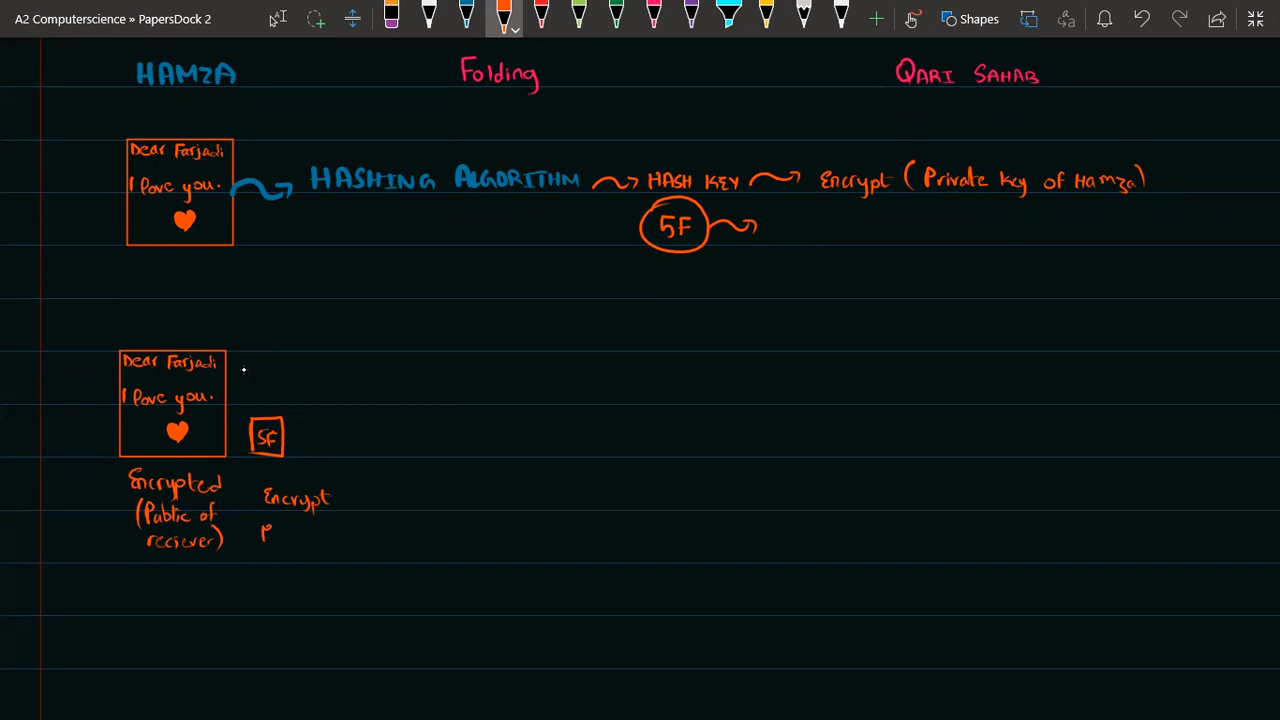 A2 Computerscience » PapersDock 2
Shapes
HAMZA Folding QARI SAHAB
Dear Farjadi
I love you.
HASHING ALGORITHM HASH KEY Encrypt (Private key of Hamza)
5F
Dear Farjadi
I love you.
5F
Encrypted
(Public of
reciever)
Encrypt
P